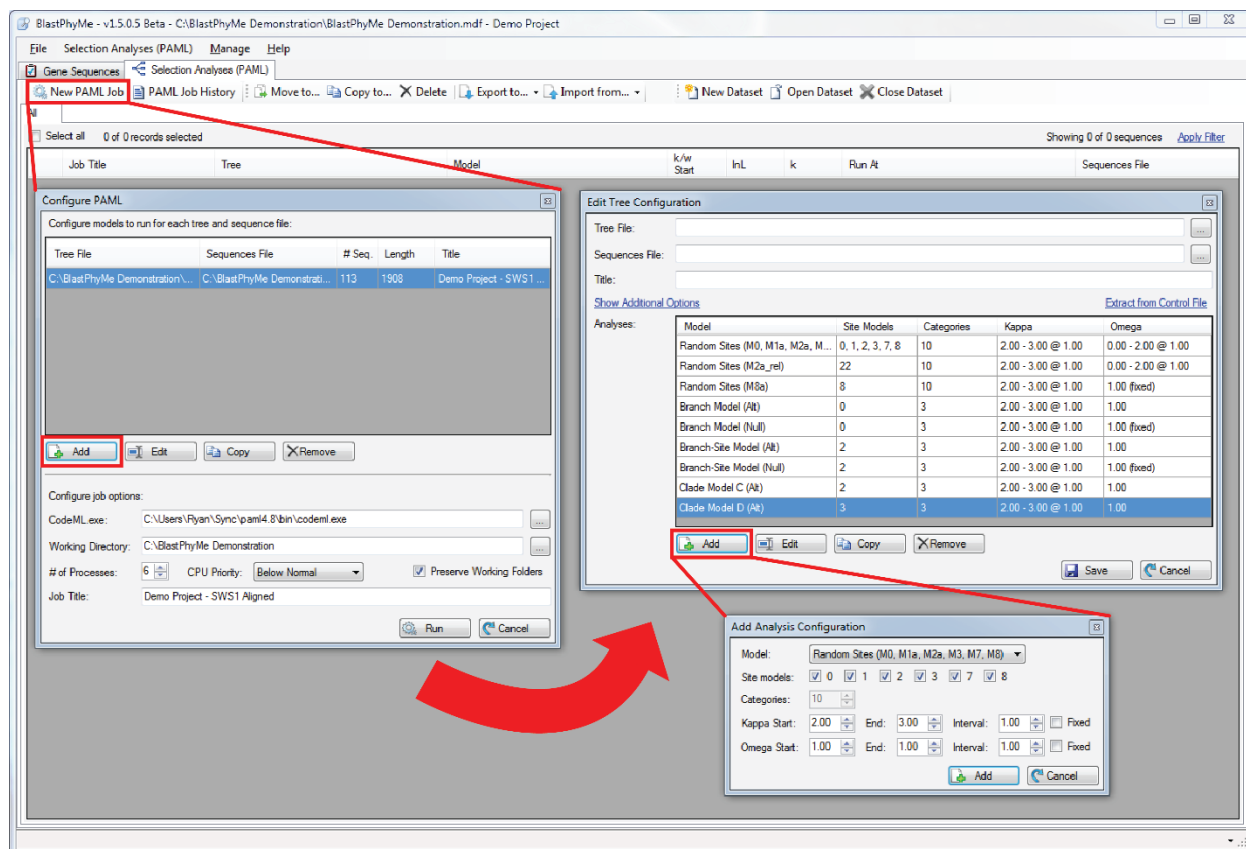 BlastPhyMe - v1.5.0.5 Beta - C:\BlastPhyMe Demonstration\BlastPhyMe Demonstration.mdf - Demo Project
File Selection Analyses (PAML) Manage Help
Gene Sequences Selection Analyses (PAML)
New PAML Job PAML Job History Move to... Copy to... Delete Export to... Import from... New Dataset Open Dataset Close Dataset
All
Select all 0 of 0 records selected Showing 0 of 0 sequences Apply Filter
Job Title Tree Model k/w Start lnL k Run At Sequences File
Configure PAML
Configure models to run for each tree and sequence file:
Tree File Sequences File # Seq. Length Title
C:\BlastPhyMe Demonstration\... C:\BlastPhyMe Demonstrati... 113 1908 Demo Project - SWS1 ...
Add Edit Copy Remove
Configure job options:
CodeML.exe: C:\Users\Ryan\Sync\paml4.8\bin\codeml.exe ...
Working Directory: C:\BlastPhyMe Demonstration ...
# of Processes: 6 CPU Priority: Below Normal Preserve Working Folders
Job Title: Demo Project - SWS1 Aligned
Run Cancel
Edit Tree Configuration
Tree File: ...
Sequences File: ...
Title:
Show Additional Options Extract from Control File
Analyses: Model Site Models Categories Kappa Omega
Random Sites (M0, M1a, M2a, M... 0, 1, 2, 3, 7, 8 10 2.00 - 3.00 @ 1.00 0.00 - 2.00 @ 1.00
Random Sites (M2a_rel) 22 10 2.00 - 3.00 @ 1.00 0.00 - 2.00 @ 1.00
Random Sites (M8a) 8 10 2.00 - 3.00 @ 1.00 1.00 (fixed)
Branch Model (Alt) 0 3 2.00 - 3.00 @ 1.00 1.00
Branch Model (Null) 0 3 2.00 - 3.00 @ 1.00 1.00 (fixed)
Branch-Site Model (Alt) 2 3 2.00 - 3.00 @ 1.00 1.00
Branch-Site Model (Null) 2 3 2.00 - 3.00 @ 1.00 1.00 (fixed)
Clade Model C (Alt) 2 3 2.00 - 3.00 @ 1.00 1.00
Clade Model D (Alt) 3 3 2.00 - 3.00 @ 1.00 1.00
Add Edit Copy Remove
Save Cancel
Add Analysis Configuration
Model: Random Sites (M0, M1a, M2a, M3, M7, M8)
Site models: 0 1 2 3 7 8
Categories: 10
Kappa Start: 2.00 End: 3.00 Interval: 1.00 Fixed
Omega Start: 1.00 End: 1.00 Interval: 1.00 Fixed
Add Cancel